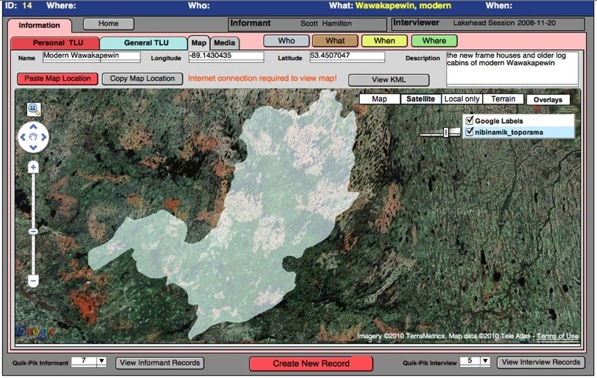 ID: 14 Where: Who: What: Wawakapewin, modern When:
Information Home Informant Scott Hamilton Interviewer Lakehead Session 2008-11-20
Personal TLU General TLU Map Media Who What When Where
Name Modern Wawakapewin Longitude -89.1430435 Latitude 53.4507047 Description the new frame houses and older log
cabins of modern Wawakapewin
Paste Map Location Copy Map Location Internet connection required to view map! View KML
Map Satellite Local only Terrain Overlays
Google Labels
nibinamik_toporama
Imagery ©2010 TerraMetrics, Map data ©2010 Tele Atlas - Terms of Use
Quik-Pik Informant 7 View Informant Records Create New Record Quik-Pik Interview 5 View Interview Records